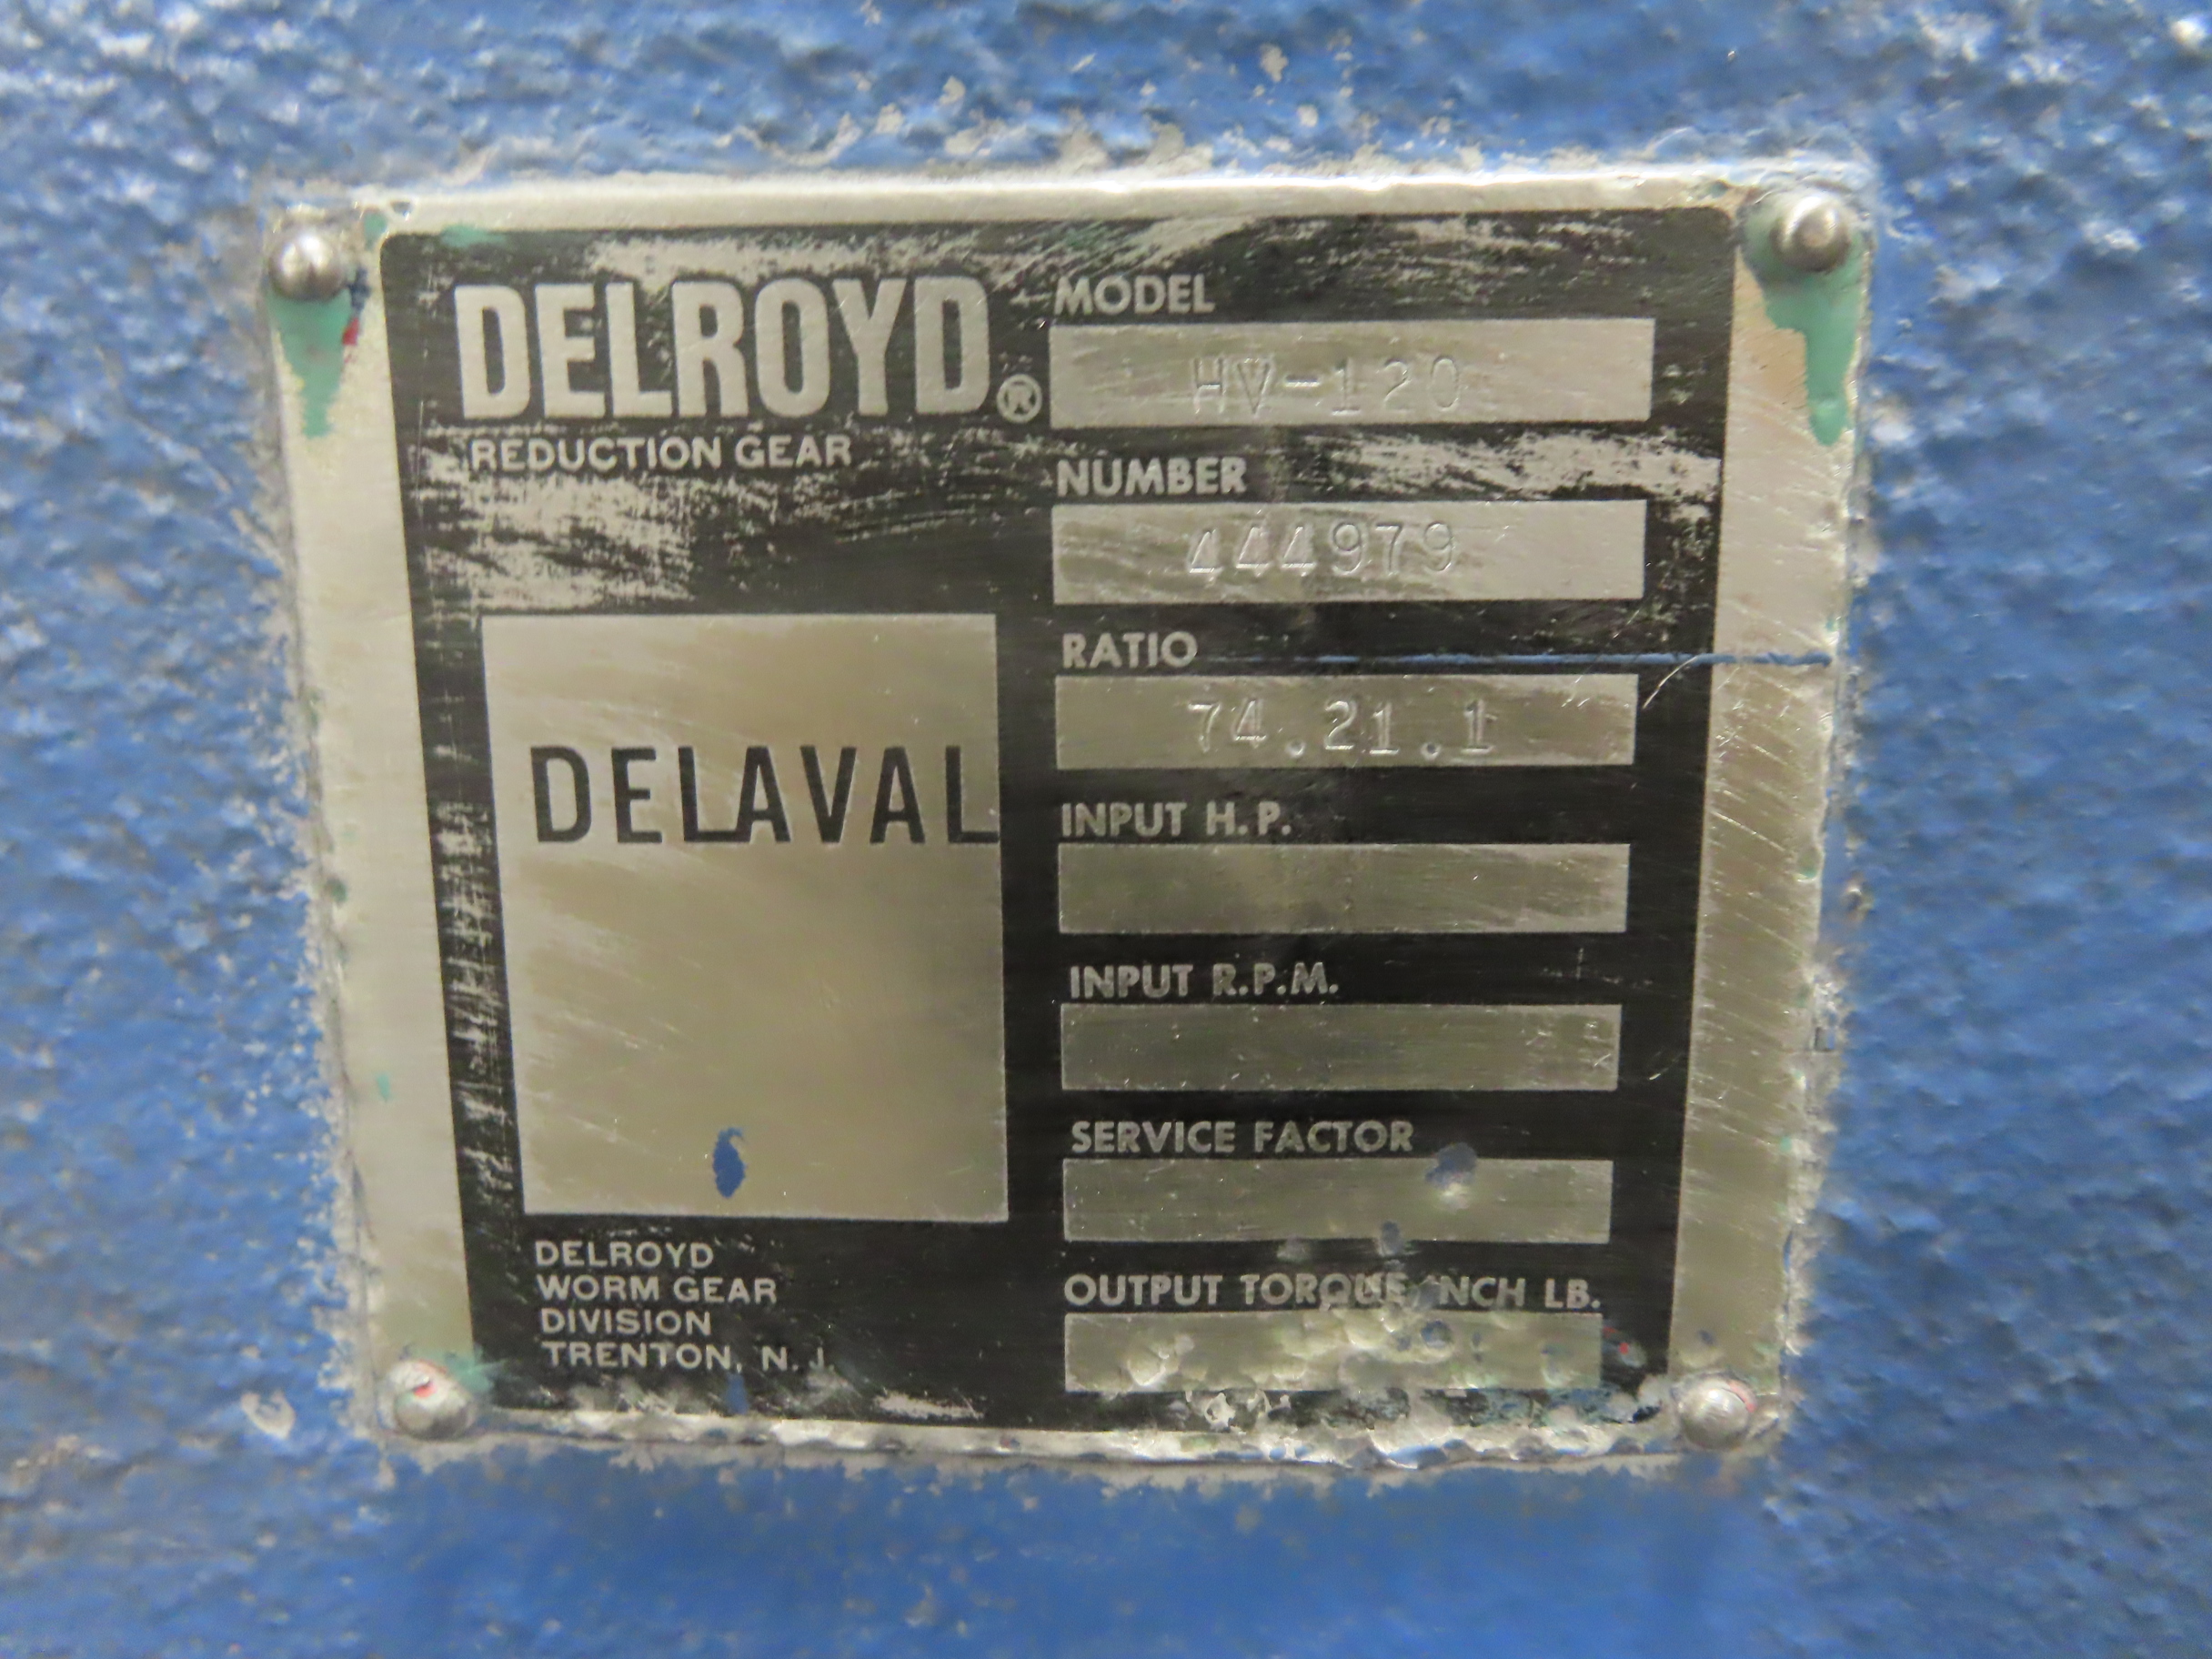 DELROYD®
REDUCTION GEAR
DELAVAL
DELROYD
WORM GEAR
DIVISION
TRENTON, N. J.
MODEL
HV-120
NUMBER
444979
RATIO
74.21.1
INPUT H.P.
INPUT R.P.M.
SERVICE FACTOR
OUTPUT TORQUE INCH LB.